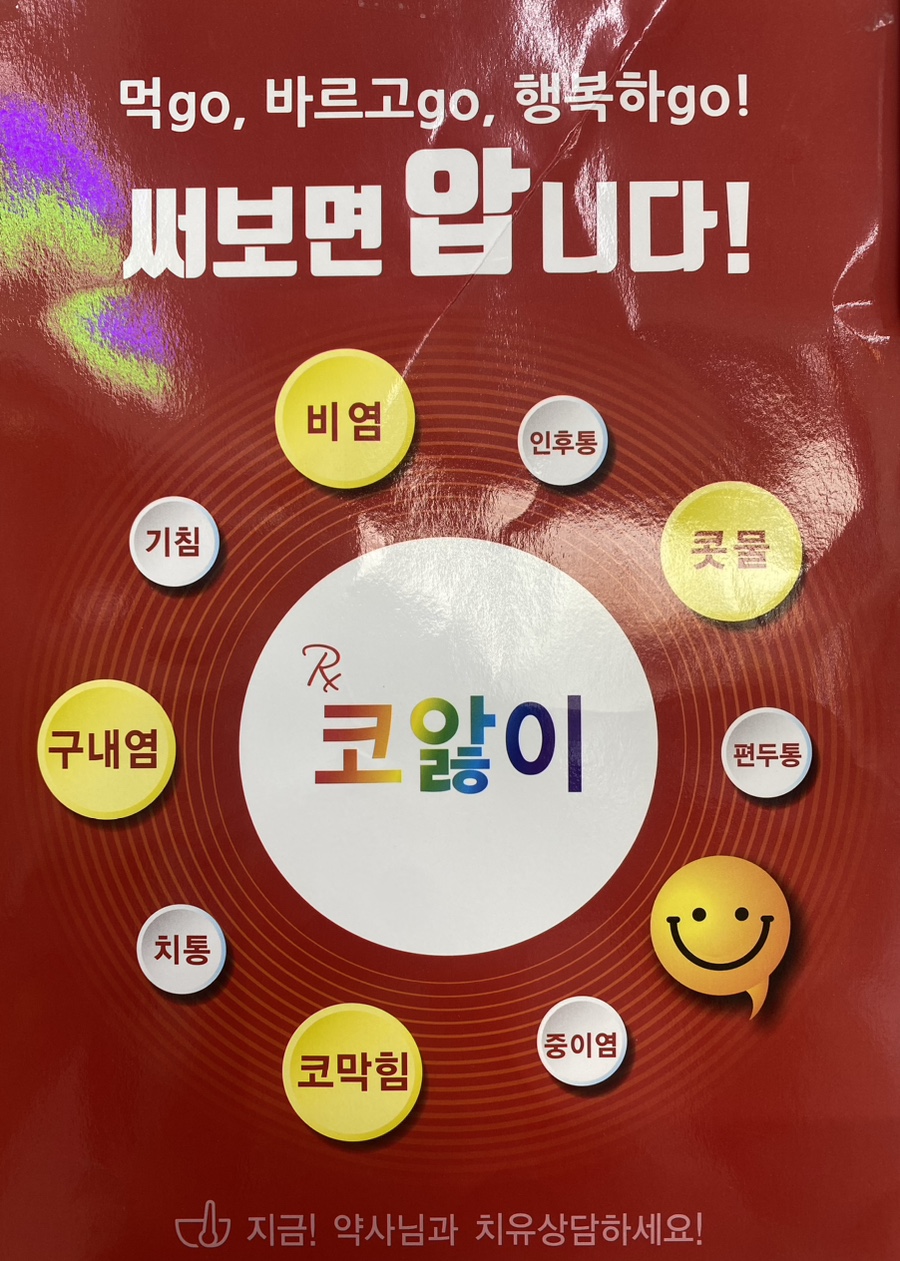 먹go, 바르고go, 행복하go!
써보면 압니다!
비염
인후통
기침
콧물
Rx
코앓이
구내염
편두통
치통
코막힘
중이염
지금! 약사님과 치유상담하세요!